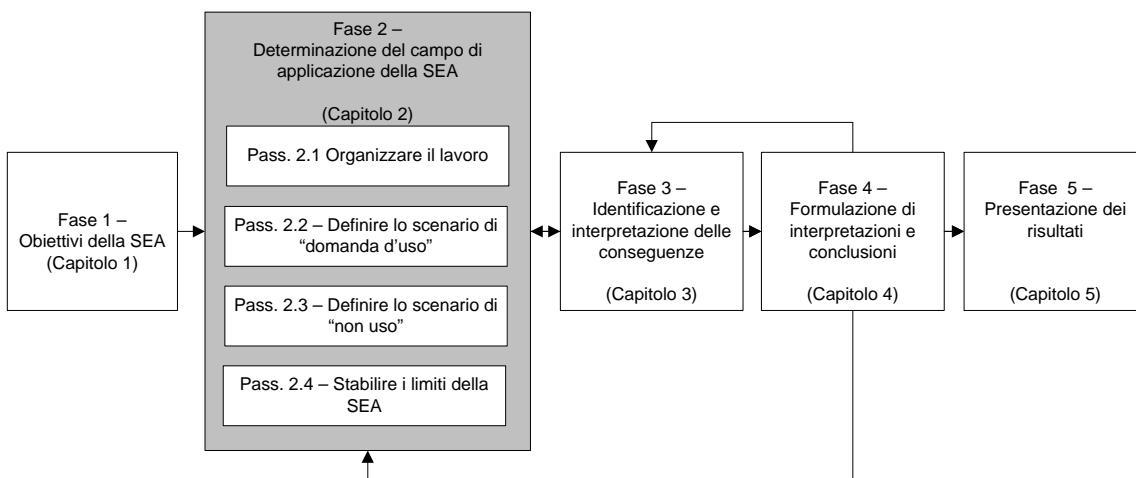 Fase 1 –
Obiettivi della SEA
(Capitolo 1)
Fase 2 –
Determinazione del campo di
applicazione della SEA
(Capitolo 2)
Pass. 2.1 Organizzare il lavoro
Pass. 2.2 – Definire lo scenario di
“domanda d’uso”
Pass. 2.3 – Definire lo scenario di
“non uso”
Pass. 2.4 – Stabilire i limiti della
SEA
Fase 3 –
Identificazione e
interpretazione delle
conseguenze
(Capitolo 3)
Fase 4 –
Formulazione di
interpretazioni e
conclusioni
(Capitolo 4)
Fase 5 –
Presentazione dei
risultati
(Capitolo 5)